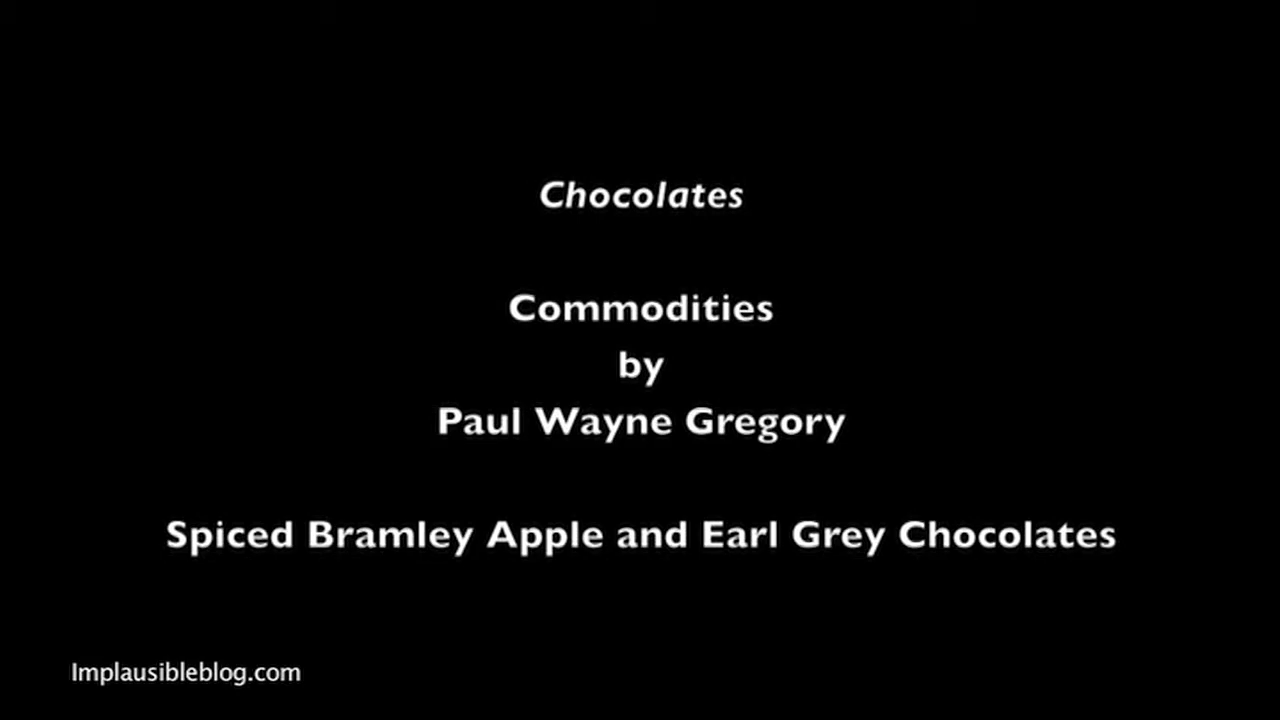 Chocolates
Commodities
by
Paul Wayne Gregory
Spiced Bramley Apple and Earl Grey Chocolates
Implausibleblog.com